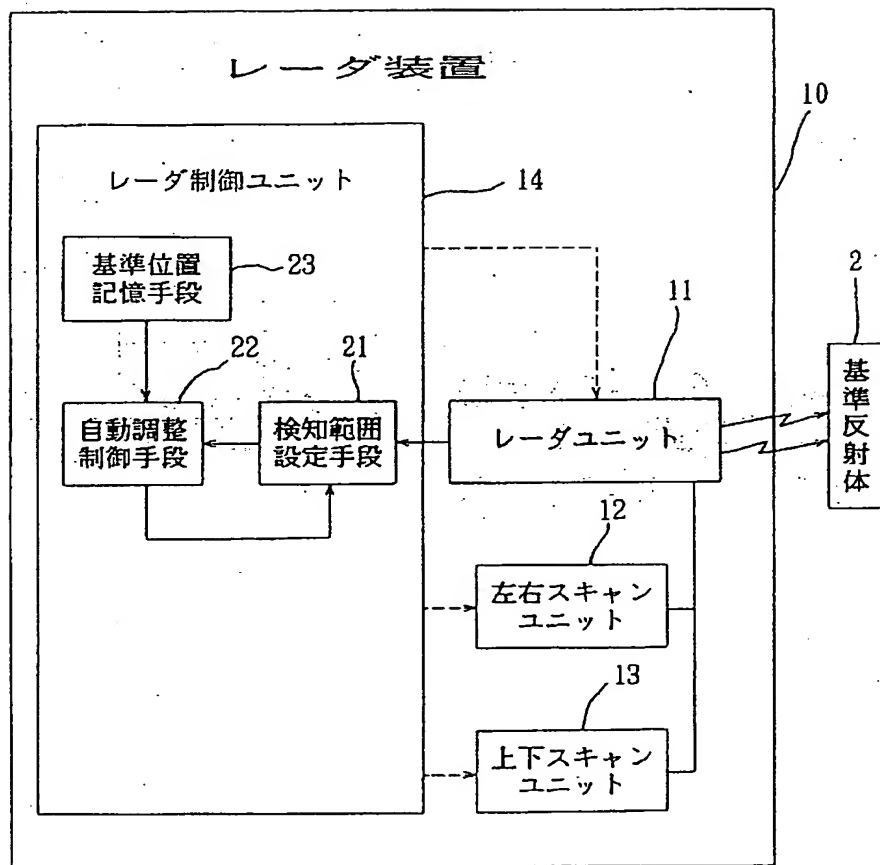 レーダ装置
10
レーダ制御ユニット
14
基準位置
記憶手段
23
11
2
22
21
自動調整
制御手段
検知範囲
設定手段
レーダユニット
基準反射体
12
左右スキャン
ユニット
13
上下スキャン
ユニット